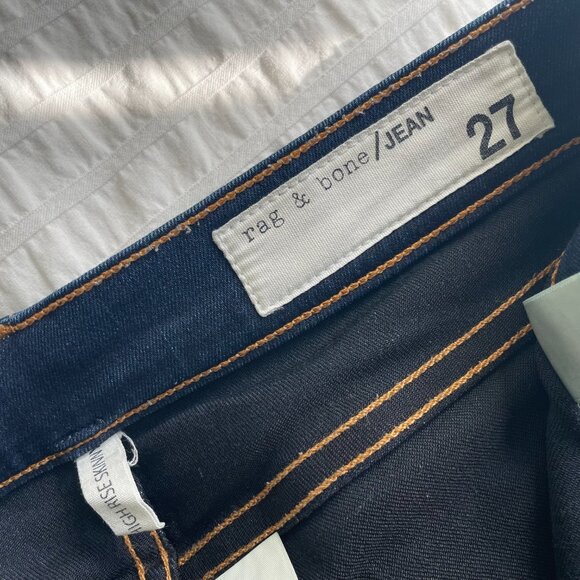 rag & bone/JEAN 27
HIGH RISE SKINNY